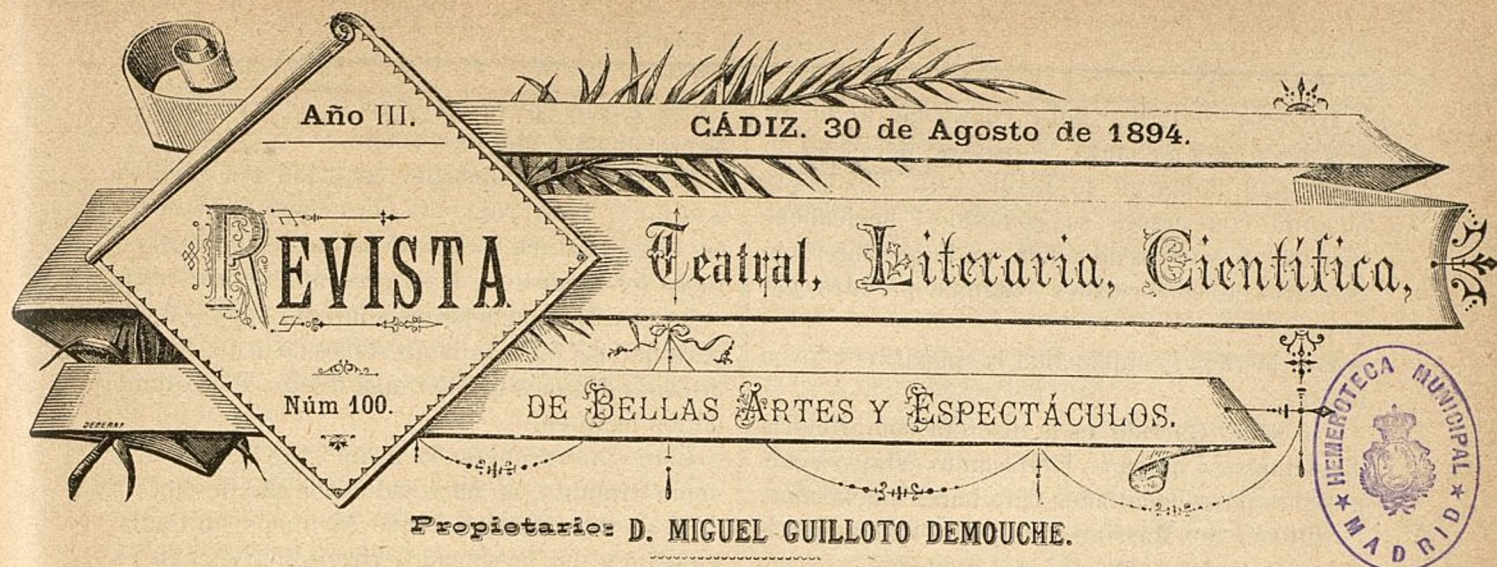 Año III.
CÁDIZ. 30 de Agosto de 1894.
REVISTA
Teatral, Literaria, Científica,
Núm 100.
DE BELLAS ARTES Y ESPECTÁCULOS.
DEBERNY
Propietario: D. MIGUEL GUILLOTO DEMOUCHE.
HEMEROTECA MUNICIPAL
★ MADRID ★